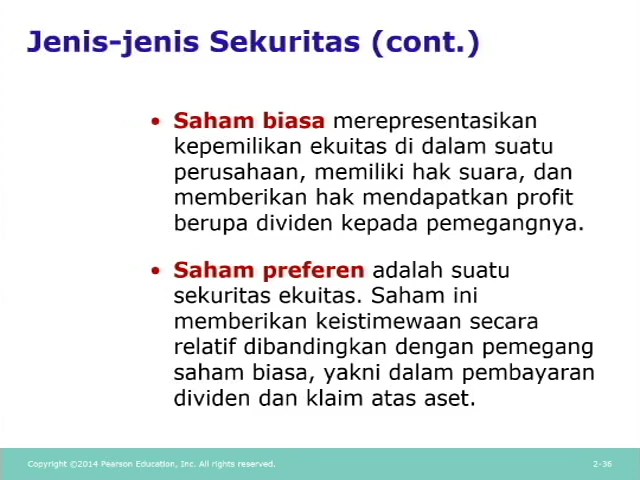 Jenis-jenis Sekuritas (cont.)
• Saham biasa merepresentasikan
kepemilikan ekuitas di dalam suatu
perusahaan, memiliki hak suara, dan
memberikan hak mendapatkan profit
berupa dividen kepada pemegangnya.
• Saham preferen adalah suatu
sekuritas ekuitas. Saham ini
memberikan keistimewaan secara
relatif dibandingkan dengan pemegang
saham biasa, yakni dalam pembayaran
dividen dan klaim atas aset.
Copyright ©2014 Pearson Education, Inc. All rights reserved.
2-36